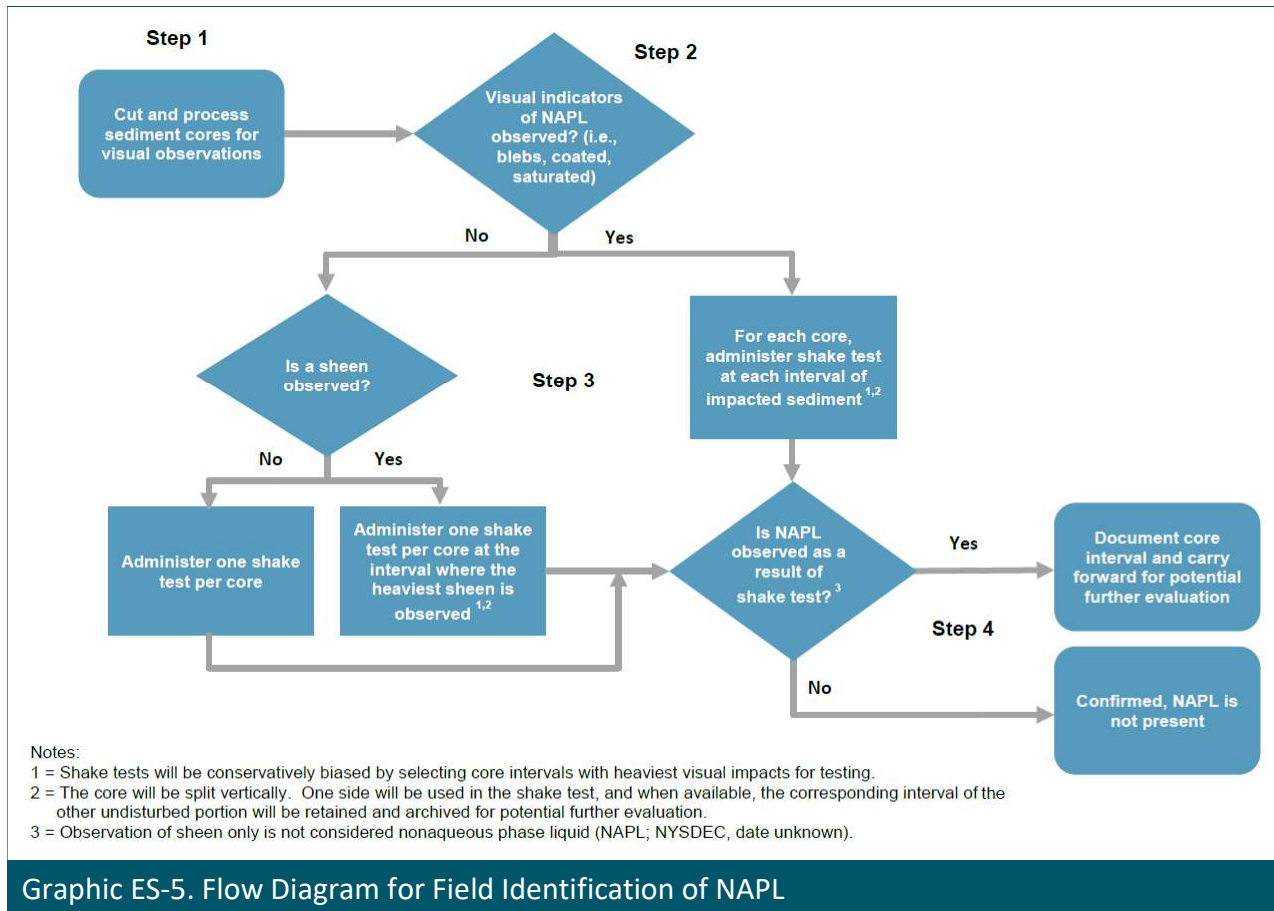 Step 1
Step 2
Cut and process
sediment cores for
visual observations
Visual indicators
of NAPL
observed? (i.e.,
blebs, coated,
saturated)
No
Yes
Is a sheen
observed?
Step 3
For each core,
administer shake test
at each interval of
impacted sediment 1,2
No
Yes
Administer one shake
test per core
Administer one shake
test per core at the
interval where the
heaviest sheen is
observed 1,2
Is NAPL
observed as a
result of
shake test? 3
Yes
Document core
interval and carry
forward for potential
further evaluation
Step 4
No
Confirmed, NAPL is
not present
Notes:
1 = Shake tests will be conservatively biased by selecting core intervals with heaviest visual impacts for testing.
2 = The core will be split vertically. One side will be used in the shake test, and when available, the corresponding interval of the
other undisturbed portion will be retained and archived for potential further evaluation.
3 = Observation of sheen only is not considered nonaqueous phase liquid (NAPL; NYSDEC, date unknown).
Graphic ES-5. Flow Diagram for Field Identification of NAPL